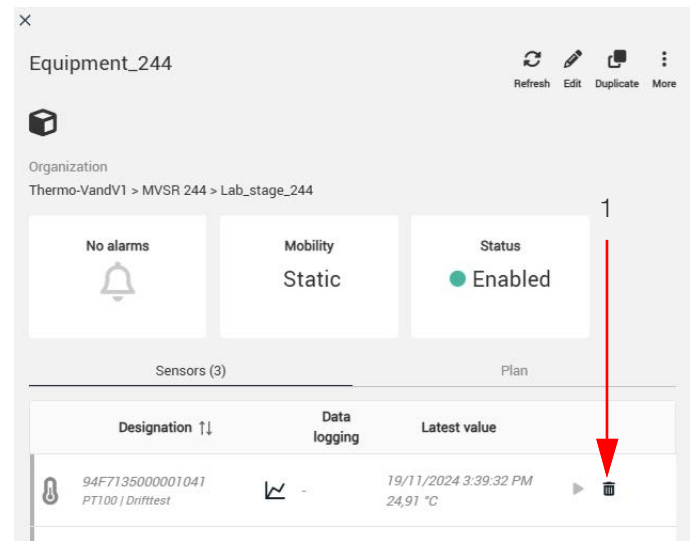 Equipment_244
Refresh Edit Duplicate More
Organization
Thermo-VandV1 > MVSR 244 > Lab_stage_244
1
No alarms
Mobility
Static
Status
Enabled
Sensors (3)
Plan
Designation ↑↓
Data
logging
Latest value
94F7135000001041
PT100 | Drifttest
-
19/11/2024 3:39:32 PM
24,91 °C